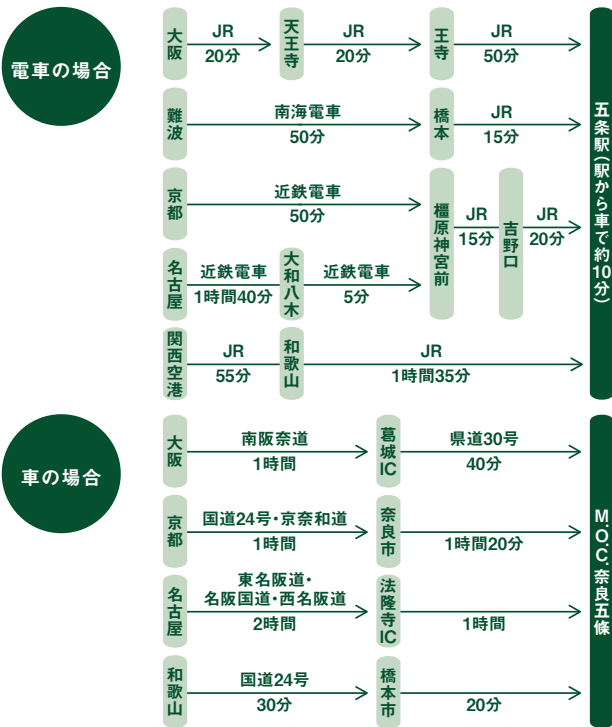 電車の場合
大阪
JR
20分
天王寺
JR
20分
王寺
JR
50分
難波
南海電車
50分
橋本
JR
15分
京都
近鉄電車
50分
橿原神宮前
JR
15分
吉野口
JR
20分
名古屋
近鉄電車
1時間40分
大和八木
近鉄電車
5分
関西空港
JR
55分
和歌山
JR
1時間35分
五条駅(駅から車で約10分)
車の場合
大阪
南阪奈道
1時間
葛城IC
県道30号
40分
京都
国道24号・京奈和道
1時間
奈良市
1時間20分
名古屋
東名阪道・
名阪国道・西名阪道
2時間
法隆寺IC
1時間
和歌山
国道24号
30分
橋本市
20分
M.O.C.奈良五條